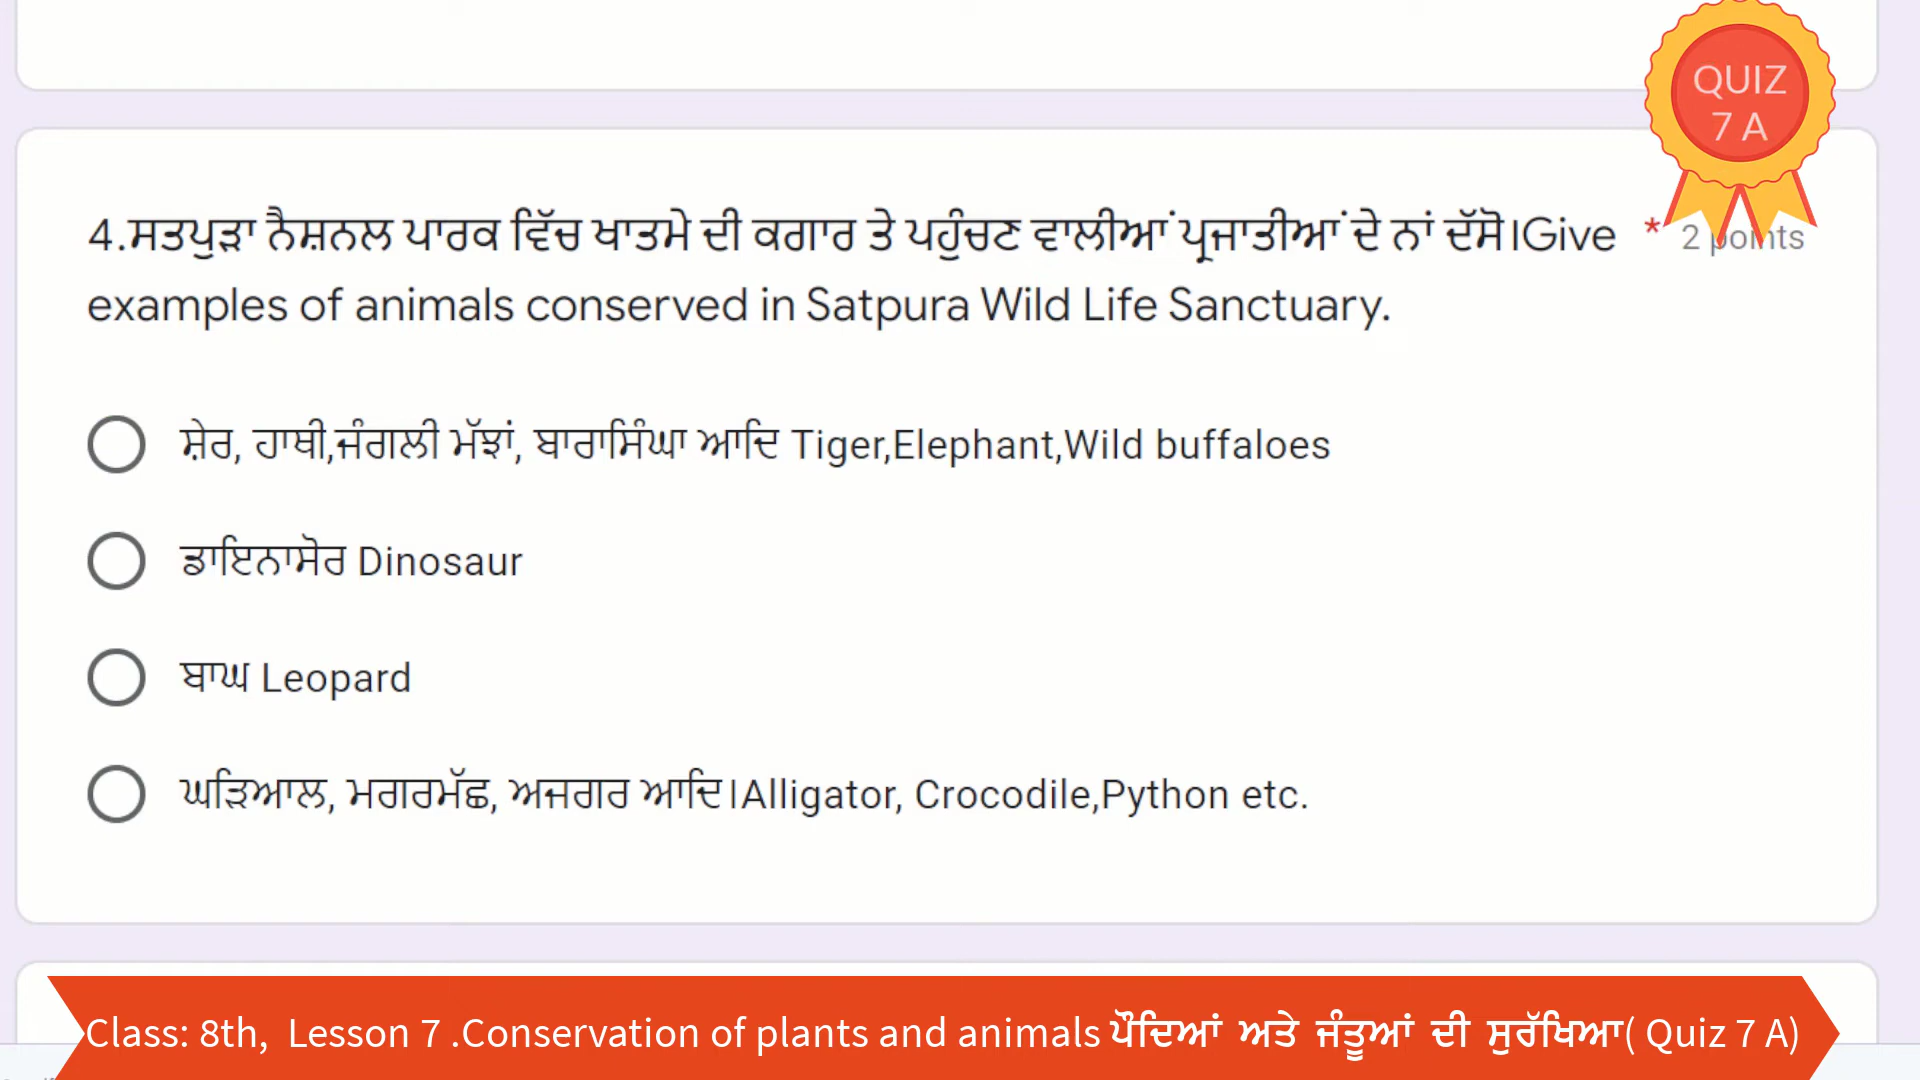 QUIZ
7 A
4.ਸਤਪੁੜਾ ਨੈਸ਼ਨਲ ਪਾਰਕ ਵਿੱਚ ਖਾਤਮੇ ਦੀ ਕਗਾਰ ਤੇ ਪਹੁੰਚਣ ਵਾਲੀਆਂ ਪ੍ਰਜਾਤੀਆਂ ਦੇ ਨਾਂ ਦੱਸੋ।Give * 2 points
examples of animals conserved in Satpura Wild Life Sanctuary.
ਸ਼ੇਰ, ਹਾਥੀ,ਜੰਗਲੀ ਮੱਝਾਂ, ਬਾਰਾਸਿੰਘਾ ਆਦਿ Tiger,Elephant,Wild buffaloes
ਡਾਇਨਾਸੋਰ Dinosaur
ਬਾਘ Leopard
ਘੜਿਆਲ, ਮਗਰਮੱਛ, ਅਜਗਰ ਆਦਿ।Alligator, Crocodile,Python etc.
Class: 8th, Lesson 7 .Conservation of plants and animals ਪੌਦਿਆਂ ਅਤੇ ਜੰਤੂਆਂ ਦੀ ਸੁਰੱਖਿਆ( Quiz 7 A)